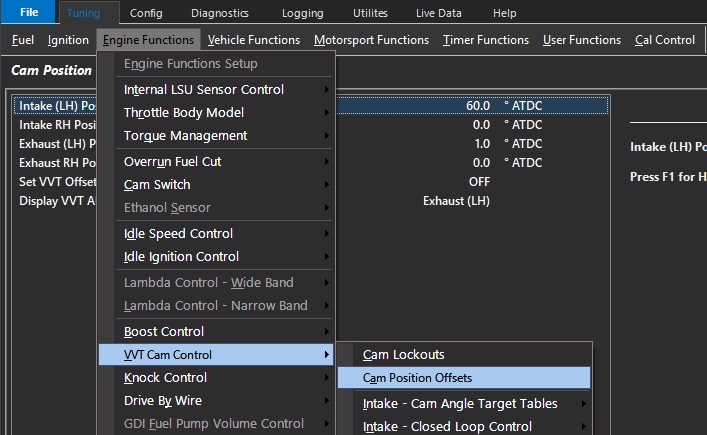 File Tuning Config Diagnostics Logging Utilites Live Data Help
Fuel Ignition Engine Functions Vehicle Functions Motorsport Functions Timer Functions User Functions Cal Control
Cam Position
Engine Functions Setup
Internal LSU Sensor Control
Throttle Body Model
Torque Management
Overrun Fuel Cut
Cam Switch
Ethanol Sensor
Idle Speed Control
Idle Ignition Control
Lambda Control - Wide Band
Lambda Control - Narrow Band
Boost Control
VVT Cam Control
Knock Control
Drive By Wire
GDI Fuel Pump Volume Control
Cam Lockouts
Cam Position Offsets
Intake - Cam Angle Target Tables
Intake - Closed Loop Control
Intake (LH) Pos 60.0 ° ATDC
Intake RH Posi 0.0 ° ATDC
Exhaust (LH) P 1.0 ° ATDC
Exhaust RH Po 0.0 ° ATDC
Set VVT Offset OFF
Display VVT A Exhaust (LH)
Intake (LH) Po
Press F1 for H